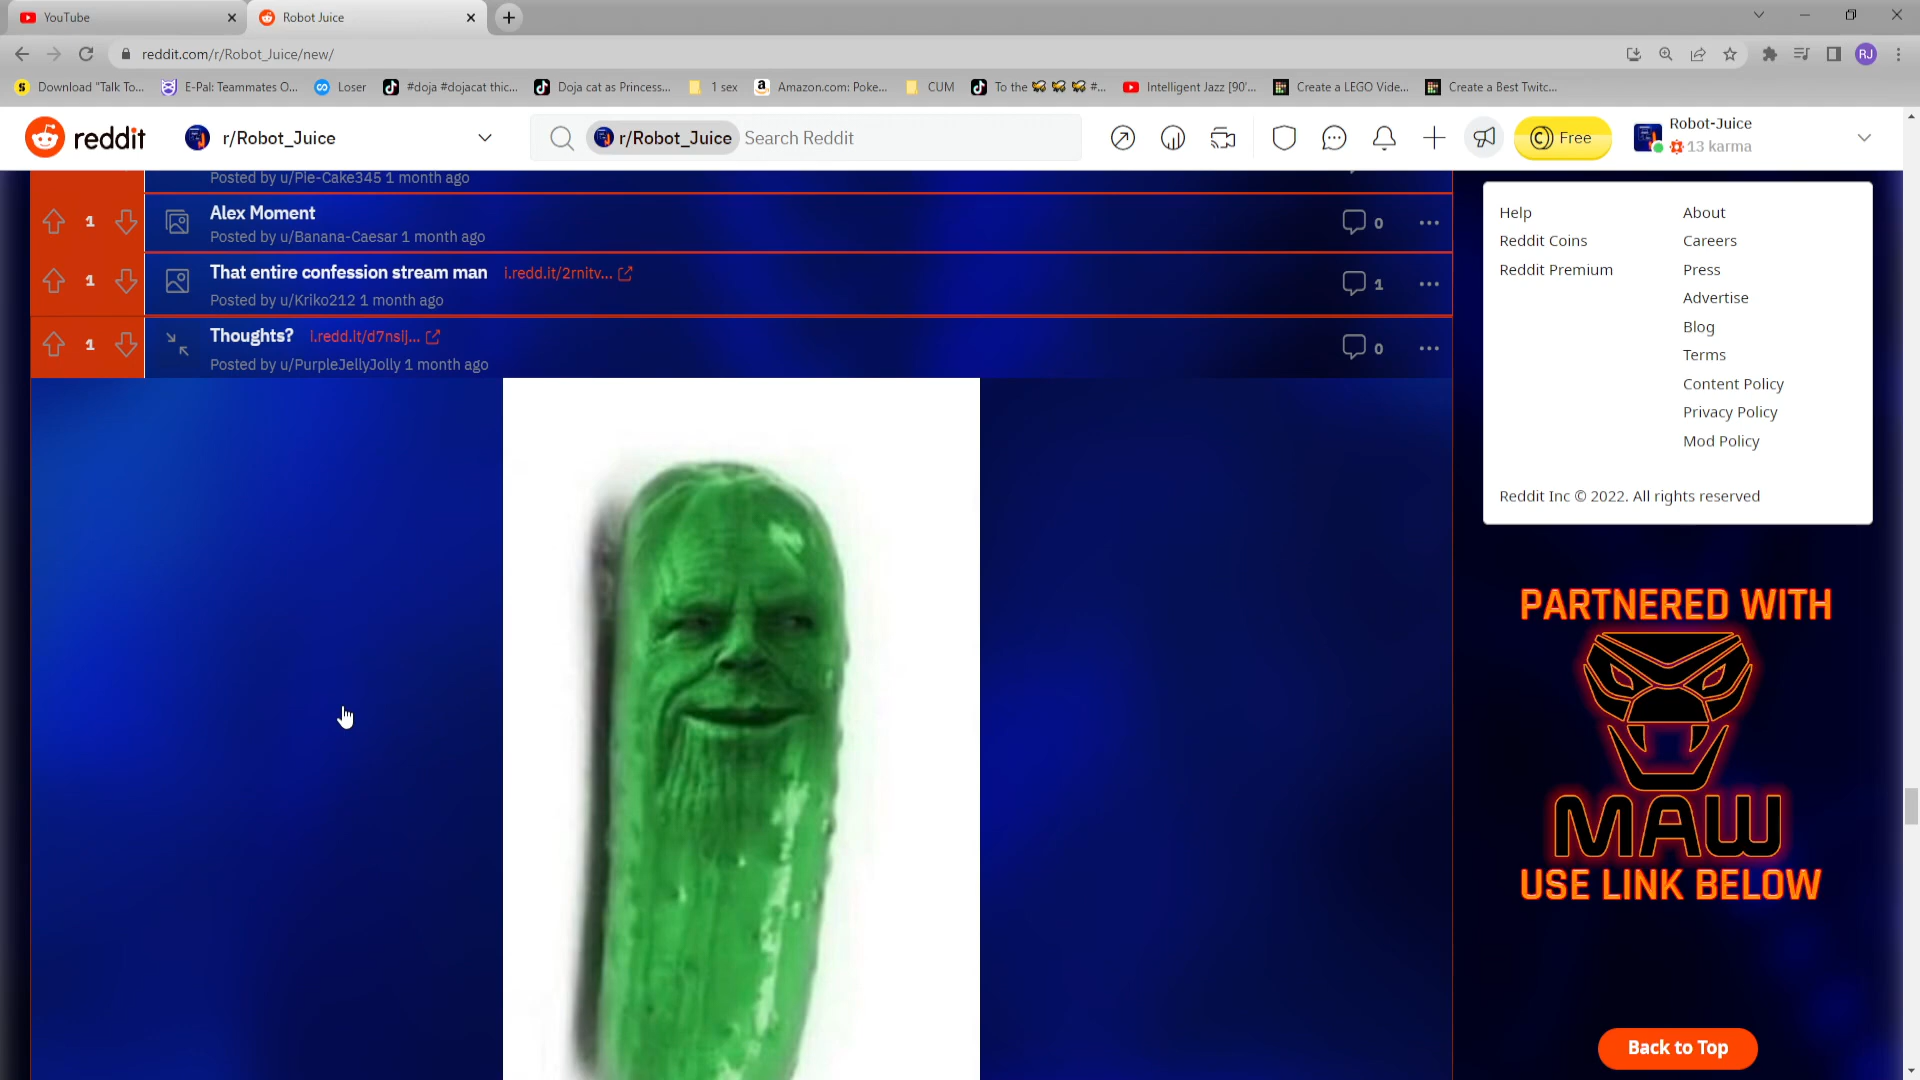 YouTube
Robot Juice
reddit.com/r/Robot_Juice/new/
RJ
Download "Talk To... E-Pal: Teammates O... Loser #doja #dojacat thic... Doja cat as Princess... 1 sex Amazon.com: Poke... CUM To the 🐝 🐝 🐝 #... Intelligent Jazz [90'... Create a LEGO Vide... Create a Best Twitc...
reddit r/Robot_Juice r/Robot_Juice Search Reddit Free Robot-Juice
13 karma
Posted by u/Pie-Cake345 1 month ago
1 Alex Moment 0
Posted by u/Banana-Caesar 1 month ago
1 That entire confession stream man i.redd.it/2rnitv... 1
Posted by u/Kriko212 1 month ago
1 Thoughts? i.redd.it/d7nsij... 0
Posted by u/PurpleJellyJolly 1 month ago
Help About
Reddit Coins Careers
Reddit Premium Press
Advertise
Blog
Terms
Content Policy
Privacy Policy
Mod Policy
Reddit Inc © 2022. All rights reserved
PARTNERED WITH
MAW
USE LINK BELOW
Back to Top